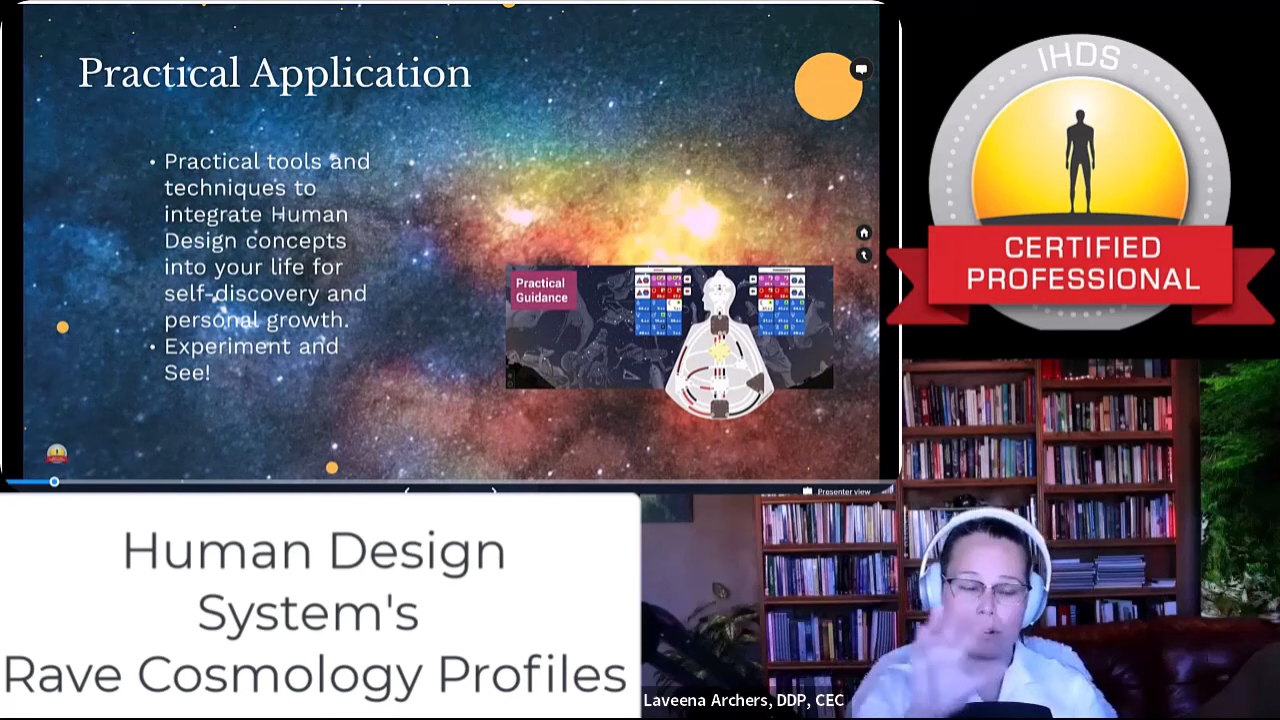 Practical Application
• Practical tools and
techniques to
integrate Human
Design concepts
into your life for
self-discovery and
personal growth.
• Experiment and
See!
Practical
Guidance
Presenter view
IHDS
CERTIFIED
PROFESSIONAL
Human Design
System's
Rave Cosmology Profiles
Laveena Archers, DDP, CEC